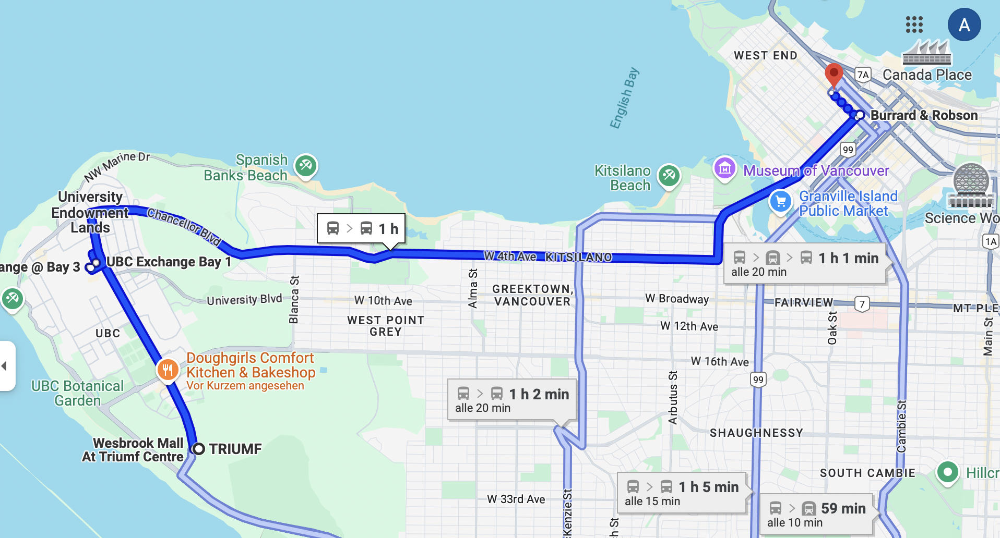 A
WEST END
7A
Canada Place
English Bay
Burrard & Robson
99
NW Marine Dr
Spanish
Banks Beach
Kitsilano
Beach
Museum of Vancouver
Granville Island
Public Market
Science Wo
University
Endowment
Lands
Chancellor Blvd
1 h
1A
ange @ Bay 3
UBC Exchange Bay 1
W 4th Ave
KITSILANO
1 h 1 min
alle 20 min
University Blvd
Blanca St
W 10th Ave
Alma St
GREEKTOWN,
VANCOUVER
W Broadway
FAIRVIEW
7
MT PLE
WEST POINT
GREY
W 12th Ave
Oak St
Main St
UBC
Doughgirls Comfort
Kitchen & Bakeshop
Vor Kurzem angesehen
W 16th Ave
99
UBC Botanical
Garden
1 h 2 min
alle 20 min
Arbutus St
SHAUGHNESSY
Cambie St
Wesbrook Mall
At Triumf Centre
TRIUMF
SOUTH CAMBIE
Hillcr
1 h 5 min
alle 15 min
W 33rd Ave
cKenzie St
ch St
59 min
alle 10 min